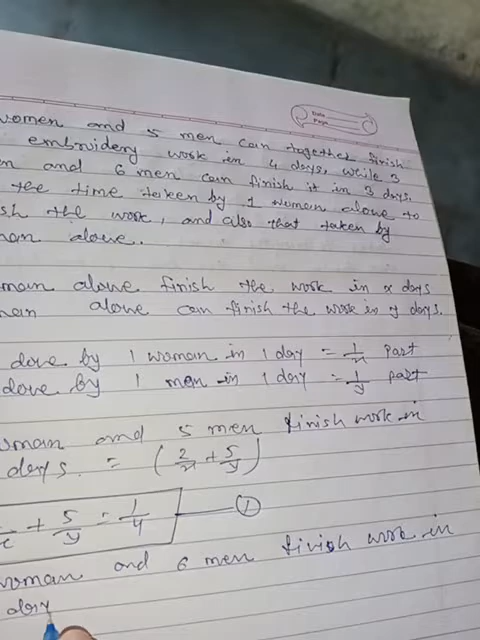 Date
Page
women and 5 men can together finish
embruidery work in 4 days, while 3
en and 6 men can finish it in 3 days.
the time taken by 1 woman alone to
sh the work, and also that taken by
man alone.
man alone finish the work in x days
man alone can finish the work in y days.
done by 1 woman in 1 day = 1/x part
done by 1 man in 1 day = 1/y part
woman and 5 men finish work in
days. = (2/x + 5/y)
/x + 5/y = 1/4 ①
woman and 6 men finish work in
day